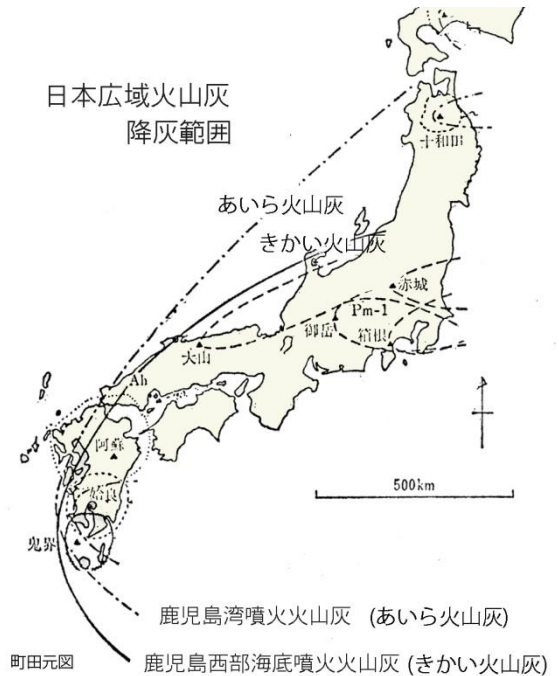 日本広域火山灰
降灰範囲
十和田
あいら火山灰
きかい火山灰
赤城
Pm-1
御岳
箱根
大山
Ah
阿蘇
姶良
鬼界
500km
鹿児島湾噴火火山灰 (あいら火山灰)
鹿児島西部海底噴火火山灰 (きかい火山灰)
町田元図